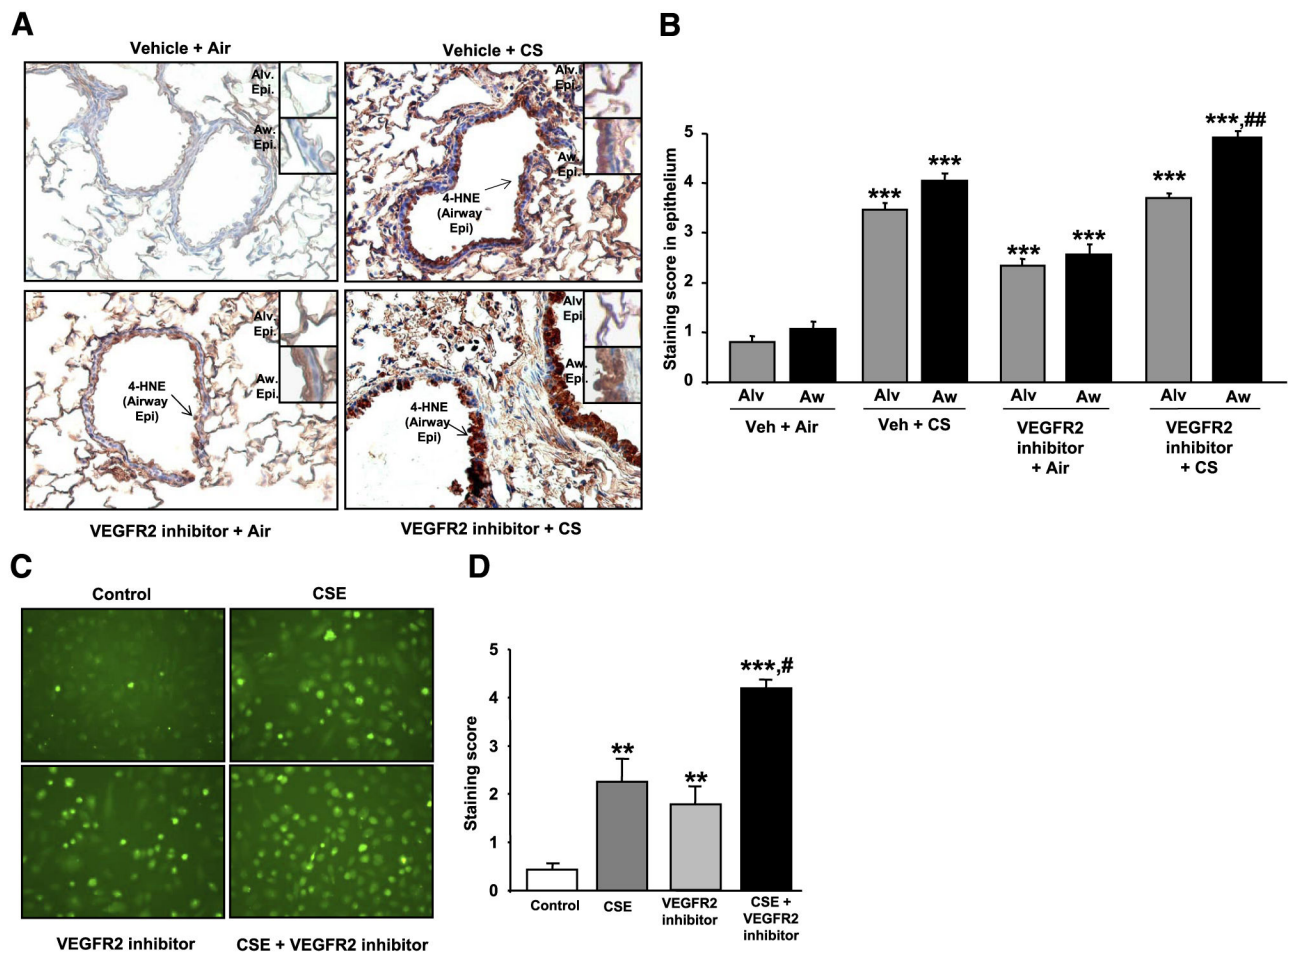 A
Vehicle + Air
Vehicle + CS
Alv.
Epi.
Aw.
Epi.
Alv.
Epi.
Aw.
Epi.
4-HNE
(Airway
Epi)
Alv.
Epi.
Aw.
Epi.
4-HNE
(Airway
Epi)
Alv.
Epi.
Aw.
Epi.
4-HNE
(Airway
Epi)
VEGFR2 inhibitor + Air
VEGFR2 inhibitor + CS
B
Staining score in epithelium
5
4
3
2
1
0
***
***
***
***
***
***,##
Alv
Aw
Alv
Aw
Alv
Aw
Alv
Aw
Veh + Air
Veh + CS
VEGFR2
inhibitor
+ Air
VEGFR2
inhibitor
+ CS
C
Control
CSE
VEGFR2 inhibitor
CSE + VEGFR2 inhibitor
D
Staining score
5
4
3
2
1
0
**
**
***,#
Control
CSE
VEGFR2
inhibitor
CSE +
VEGFR2
inhibitor